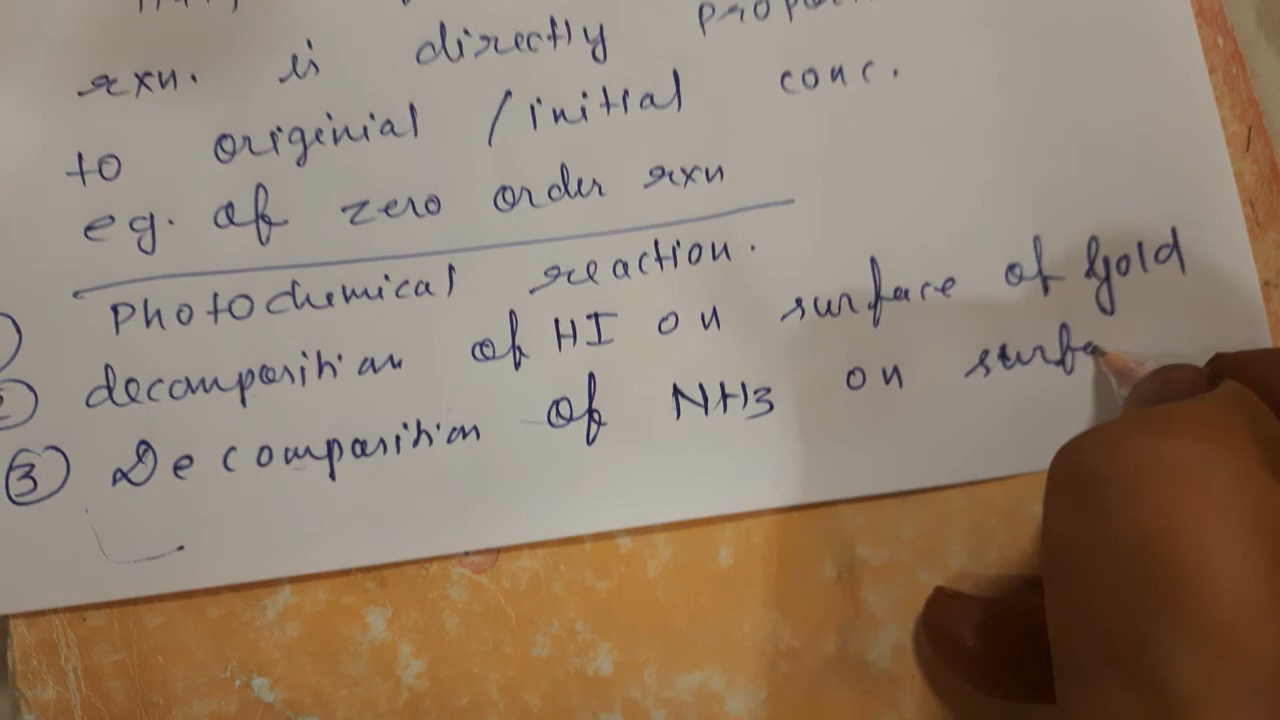 rxn. is directly
to originial /initial conc.
eg. of zero order rxn
Photochemical reaction.
decomposition of HI on surface of Gold
③ Decomposition of NH3 on surfa